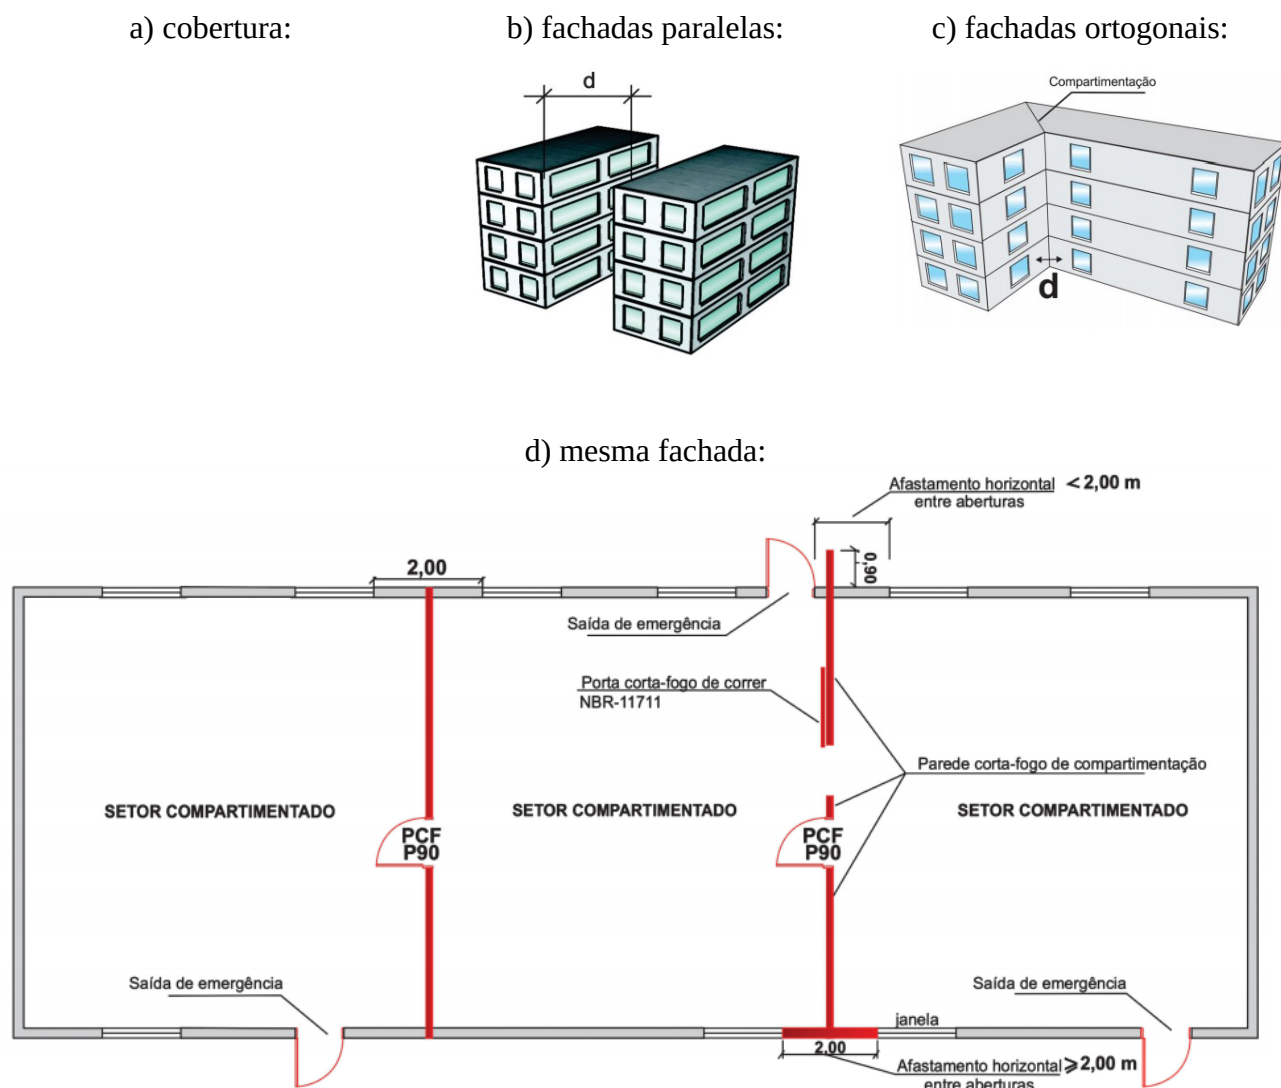 a) cobertura:
b) fachadas paralelas:
c) fachadas ortogonais:
d
Compartimentação
d
d) mesma fachada:
Afastamento horizontal < 2,00 m
entre aberturas
2,00
0,90
Saída de emergência
Porta corta-fogo de correr
NBR-11711
Parede corta-fogo de compartimentação
SETOR COMPARTIMENTADO
SETOR COMPARTIMENTADO
SETOR COMPARTIMENTADO
PCF
P90
PCF
P90
Saída de emergência
Saída de emergência
janela
2,00
Afastamento horizontal ⩾ 2,00 m
entre aberturas